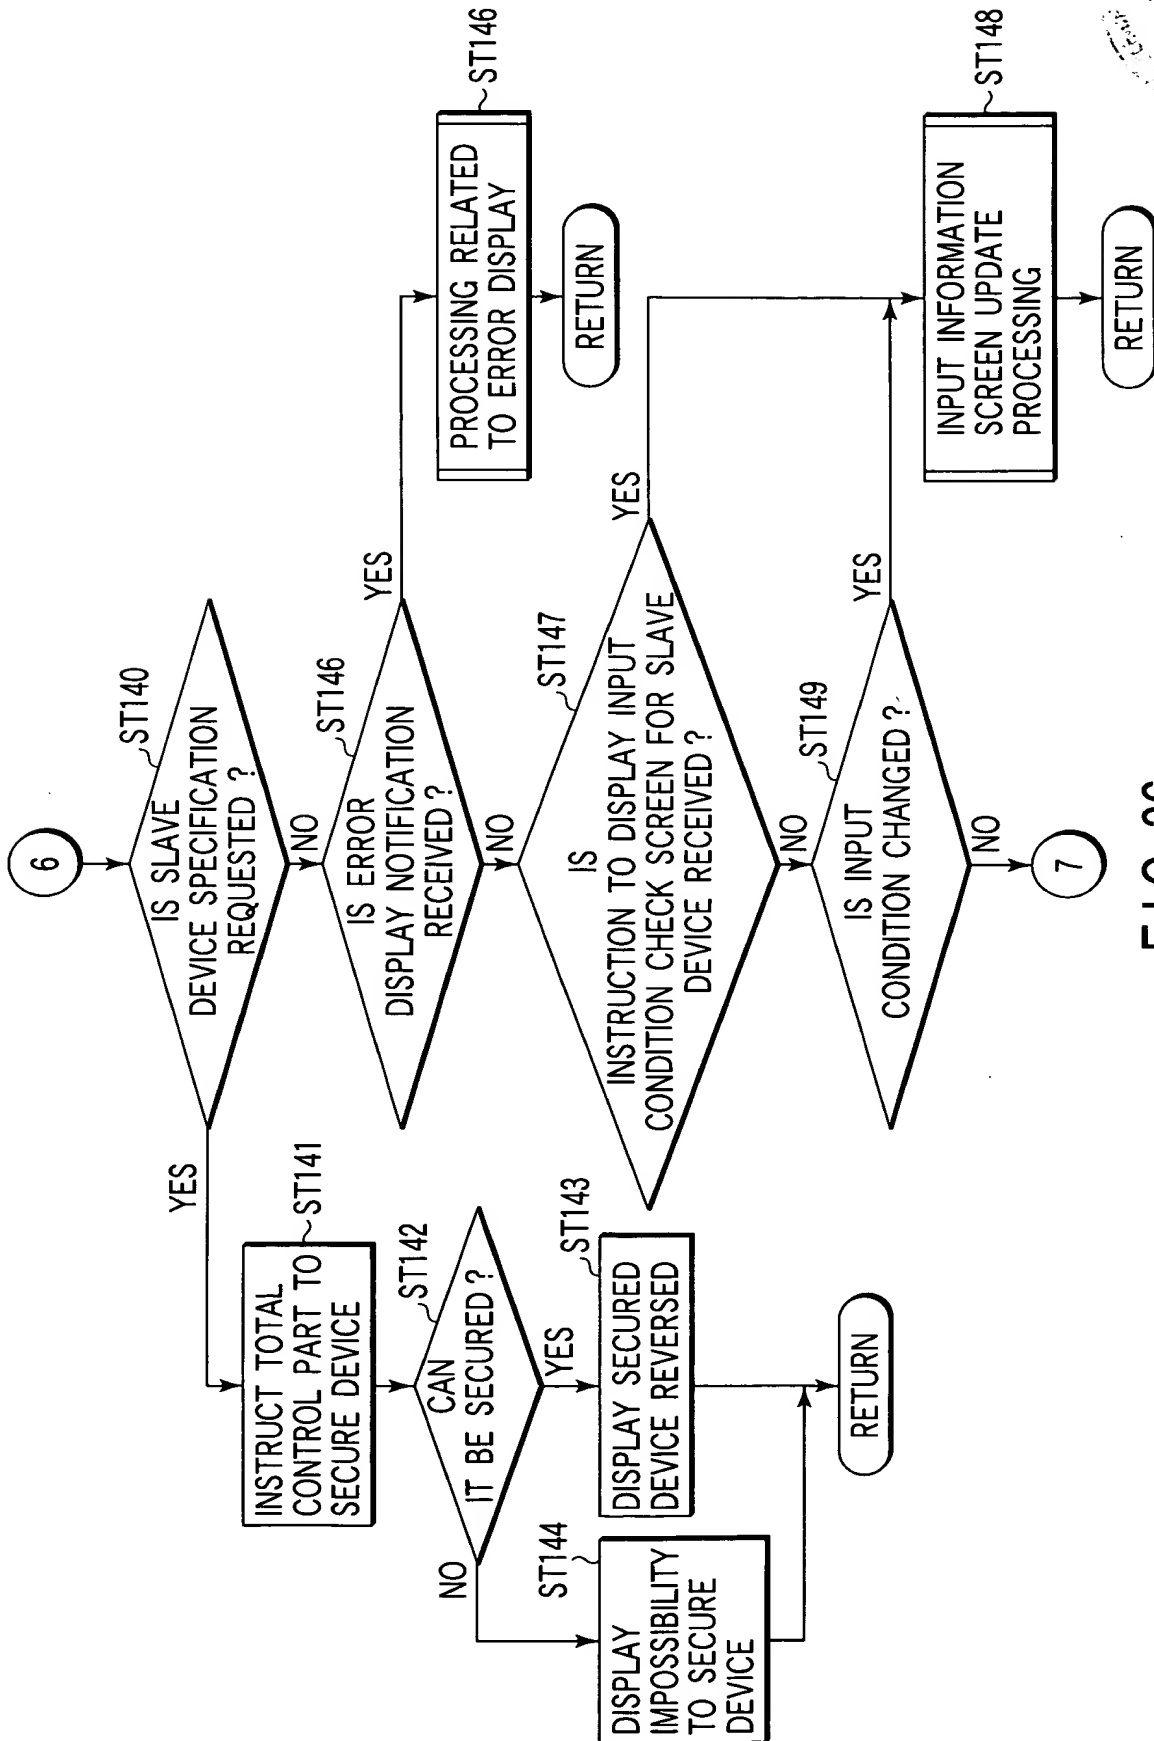 6
IS SLAVE
DEVICE SPECIFICATION
REQUESTED ?
ST140
YES
NO
INSTRUCT TOTAL
CONTROL PART TO
SECURE DEVICE
ST141
CAN
IT BE SECURED ?
ST142
NO
YES
DISPLAY
IMPOSSIBILITY
TO SECURE
DEVICE
ST144
DISPLAY SECURED
DEVICE REVERSED
ST143
RETURN
IS ERROR
DISPLAY NOTIFICATION
RECEIVED ?
ST146
YES
NO
PROCESSING RELATED
TO ERROR DISPLAY
ST146
RETURN
IS
INSTRUCTION TO DISPLAY INPUT
CONDITION CHECK SCREEN FOR SLAVE
DEVICE RECEIVED ?
ST147
YES
NO
IS INPUT
CONDITION CHANGED ?
ST149
YES
NO
INPUT INFORMATION
SCREEN UPDATE
PROCESSING
ST148
RETURN
7